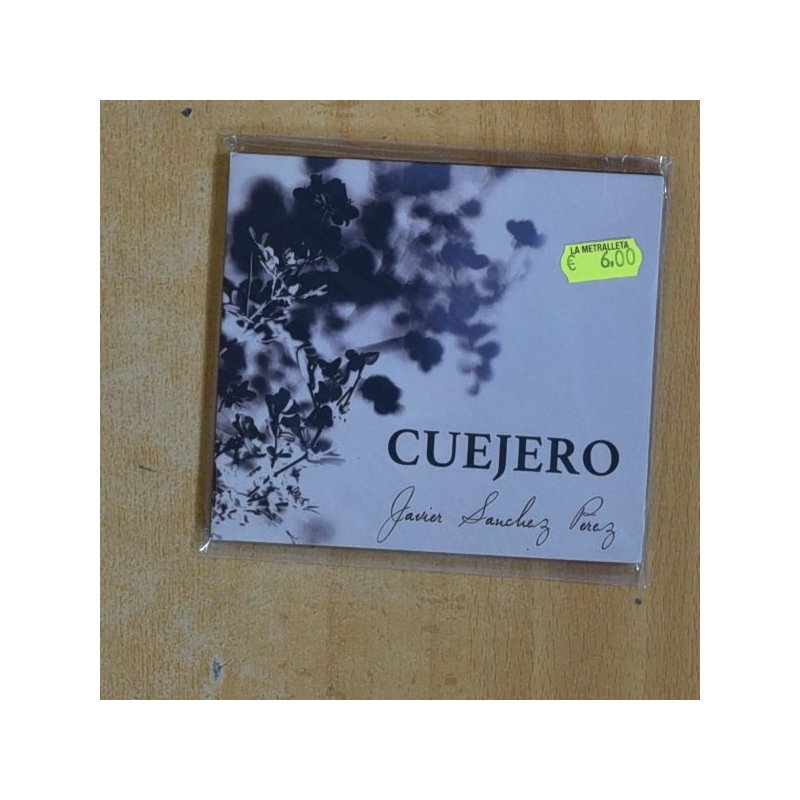 LA METRALLETA
€ 6,00
CUEJERO
Javier Sanchez Perez